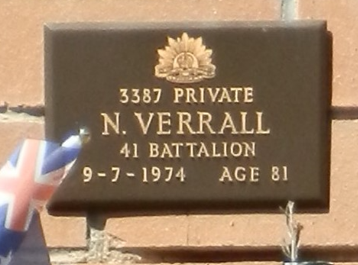 3387 PRIVATE
N. VERRALL
41 BATTALION
9-7-1974 AGE 81